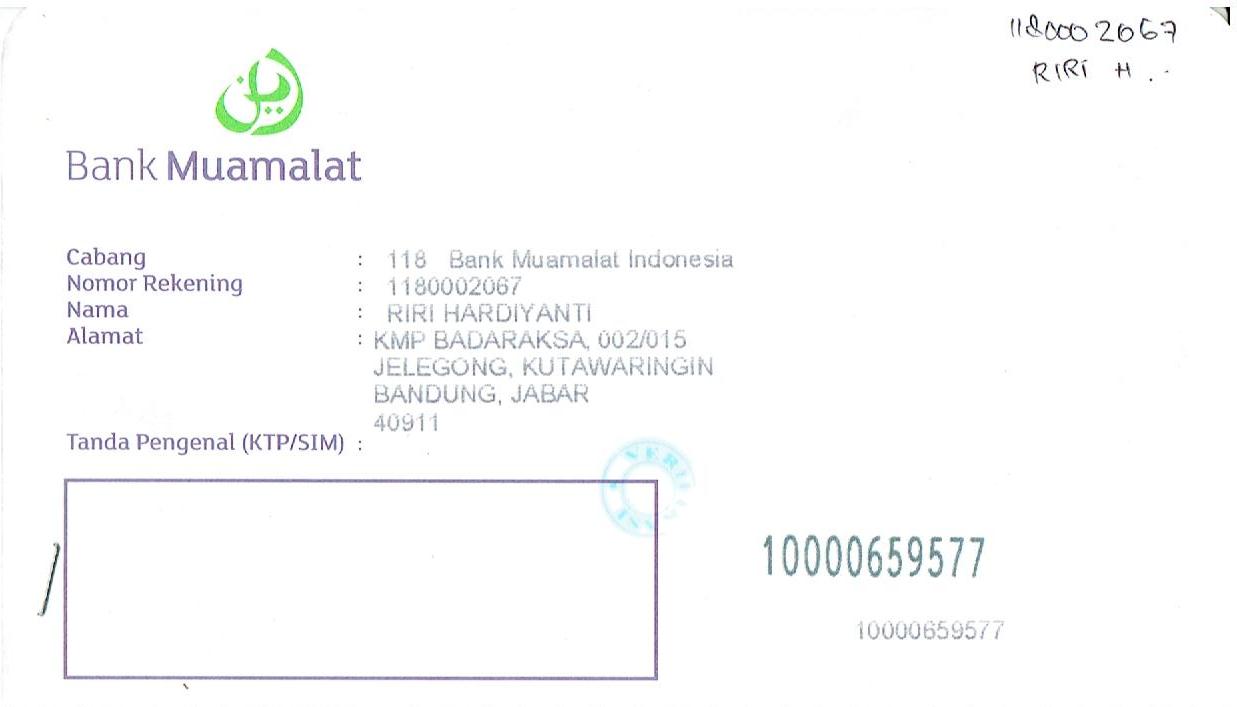 1180002067
RIRI H . -
Bank Muamalat
Cabang : 118 Bank Muamalat Indonesia
Nomor Rekening : 1180002067
Nama : RIRI HARDIYANTI
Alamat : KMP BADARAKSA, 002/015
JELEGONG, KUTAWARINGIN
BANDUNG, JABAR
40911
Tanda Pengenal (KTP/SIM) :
10000659577
10000659577